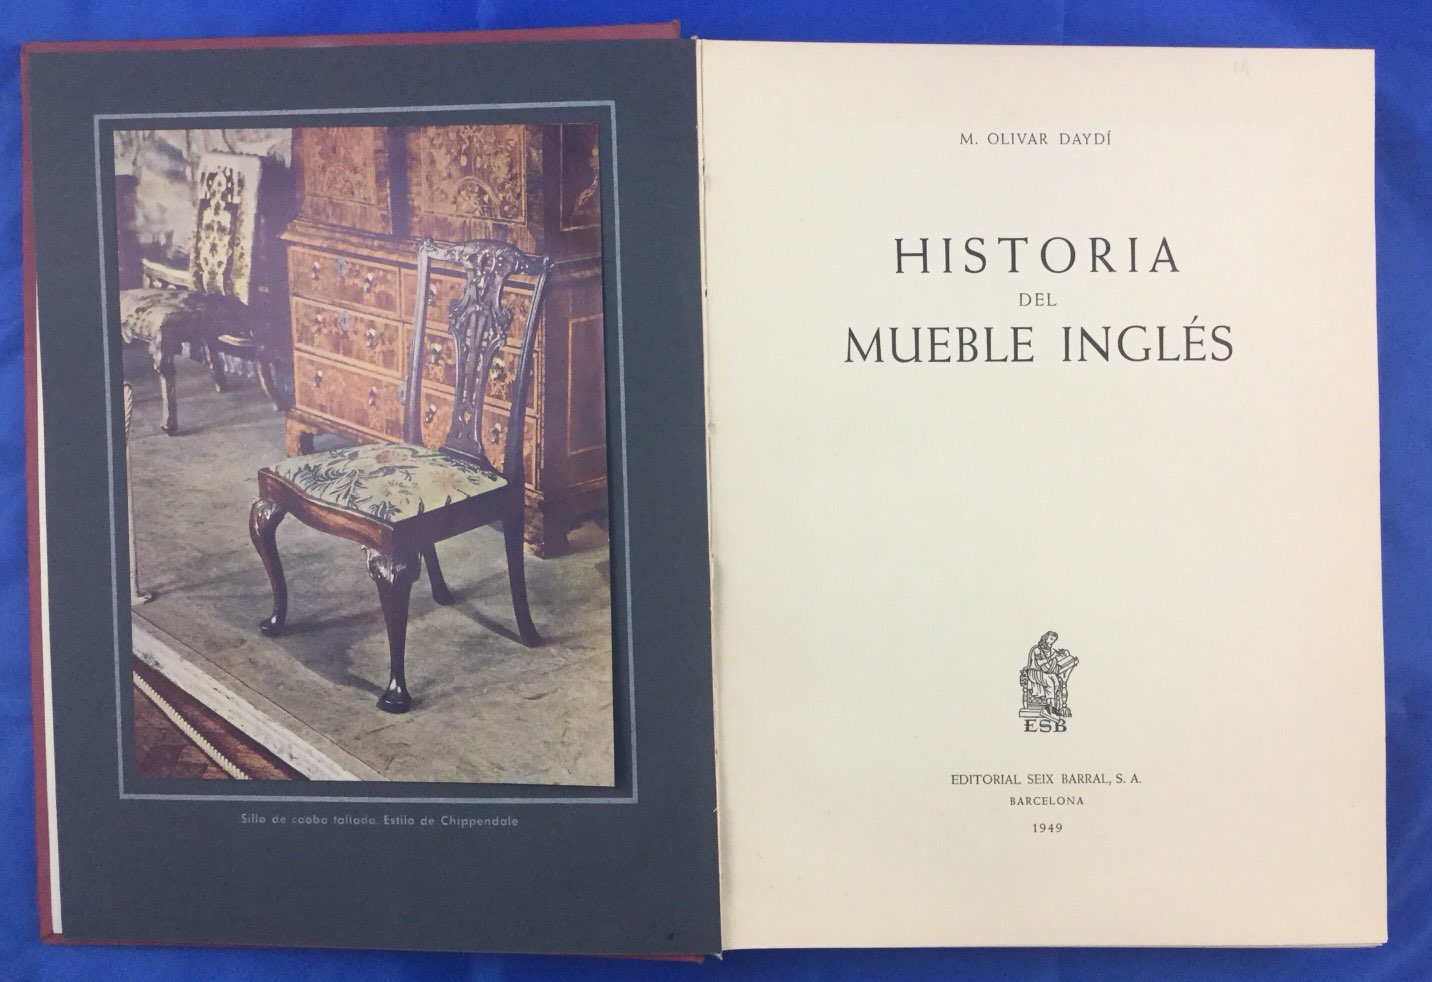 Silla de caoba tallada. Estilo de Chippendale
M. OLIVAR DAYDÍ
HISTORIA
DEL
MUEBLE INGLÉS
ESB
EDITORIAL SEIX BARRAL, S. A.
BARCELONA
1949